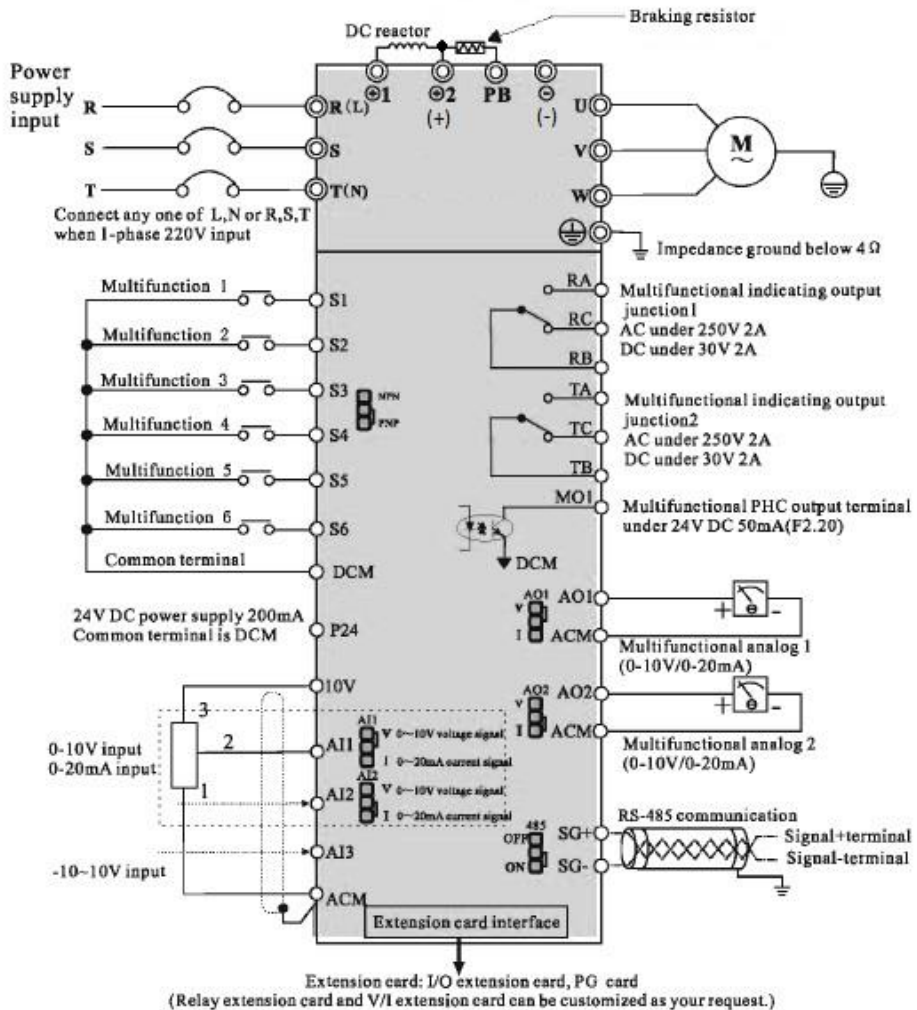 Braking resistor
DC reactor
Power
supply
input
⊕1
⊕2
PB
⊖
(+)
(-)
R
R(L)
U
S
S
V
M
~
T
T(N)
W
Connect any one of L,N or R,S,T
when 1-phase 220V input
Impedance ground below 4Ω
Multifunction 1
S1
Multifunction 2
S2
Multifunction 3
S3
Multifunction 4
S4
Multifunction 5
S5
Multifunction 6
S6
Common terminal
DCM
NPN
PNP
RA
RC
RB
Multifunctional indicating output
junction1
AC under 250V 2A
DC under 30V 2A
TA
TC
TB
Multifunctional indicating output
junction2
AC under 250V 2A
DC under 30V 2A
MO1
DCM
Multifunctional PHC output terminal
under 24V DC 50mA(F2.20)
24V DC power supply 200mA
Common terminal is DCM
P24
AO1
V
I
AO1
ACM
+
-
Multifunctional analog 1
(0-10V/0-20mA)
AO2
V
I
AO2
ACM
+
-
Multifunctional analog 2
(0-10V/0-20mA)
10V
3
2
1
0-10V input
0-20mA input
AI1
AI1
V 0~10V voltage signal
I 0~20mA current signal
AI2
AI2
V 0~10V voltage signal
I 0~20mA current signal
AI3
-10~10V input
ACM
485
OFF
ON
SG+
SG-
RS-485 communication
Signal+terminal
Signal-terminal
Extension card interface
Extension card: I/O extension card, PG card
(Relay extension card and V/I extension card can be customized as your request.)